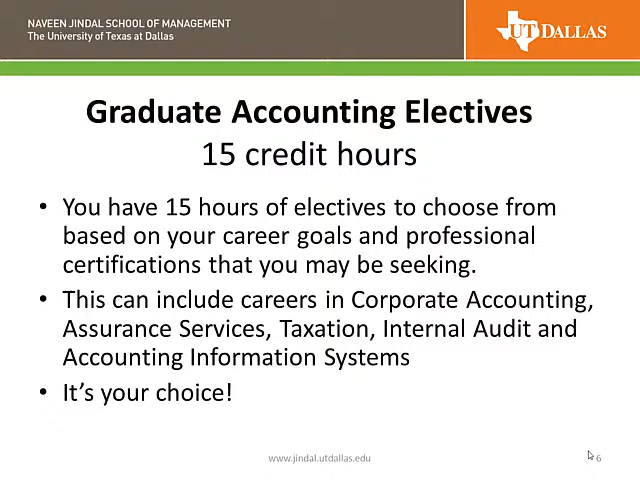 NAVEEN JINDAL SCHOOL OF MANAGEMENT
The University of Texas at Dallas
UT DALLAS
Graduate Accounting Electives
15 credit hours
• You have 15 hours of electives to choose from
based on your career goals and professional
certifications that you may be seeking.
• This can include careers in Corporate Accounting,
Assurance Services, Taxation, Internal Audit and
Accounting Information Systems
• It’s your choice!
www.jindal.utdallas.edu
6